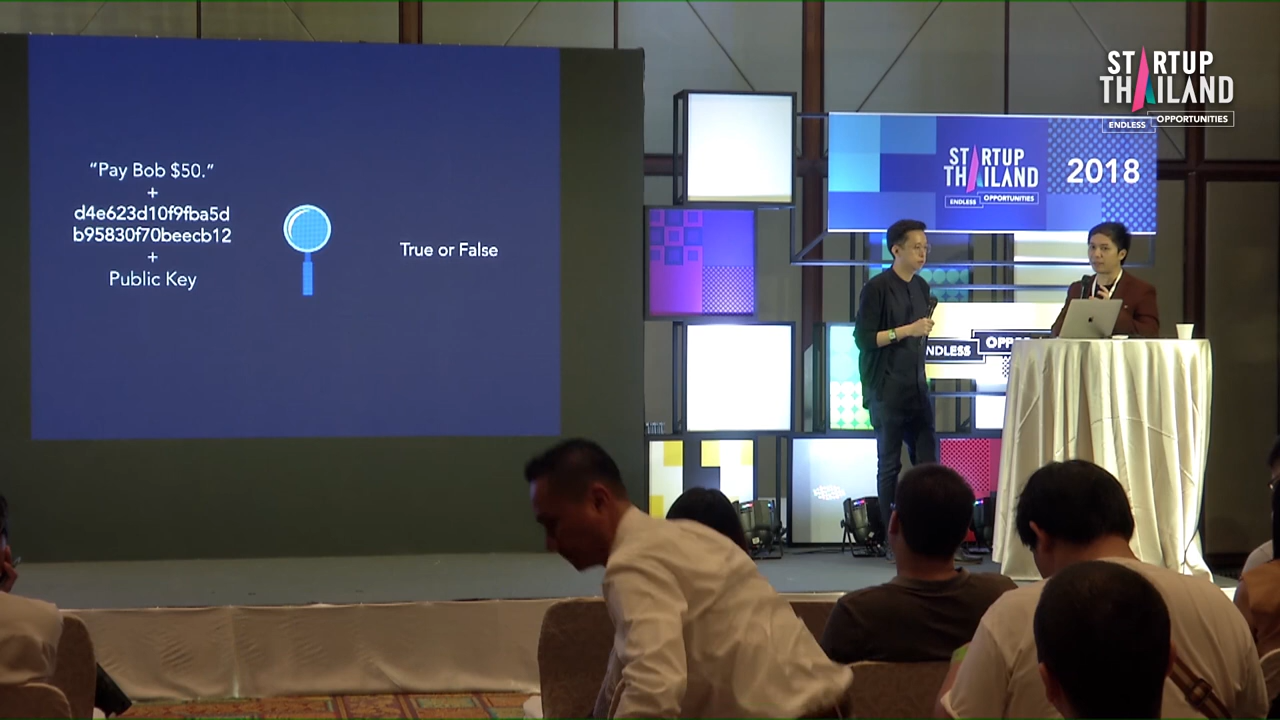 “Pay Bob $50.”
+
d4e623d10f9fba5d
b95830f70beecb12
+
Public Key
True or False
STARTUP
THAILAND
ENDLESS OPPORTUNITIES
2018
STARTUP
THAILAND
ENDLESS OPPORTUNITIES
ENDLESS